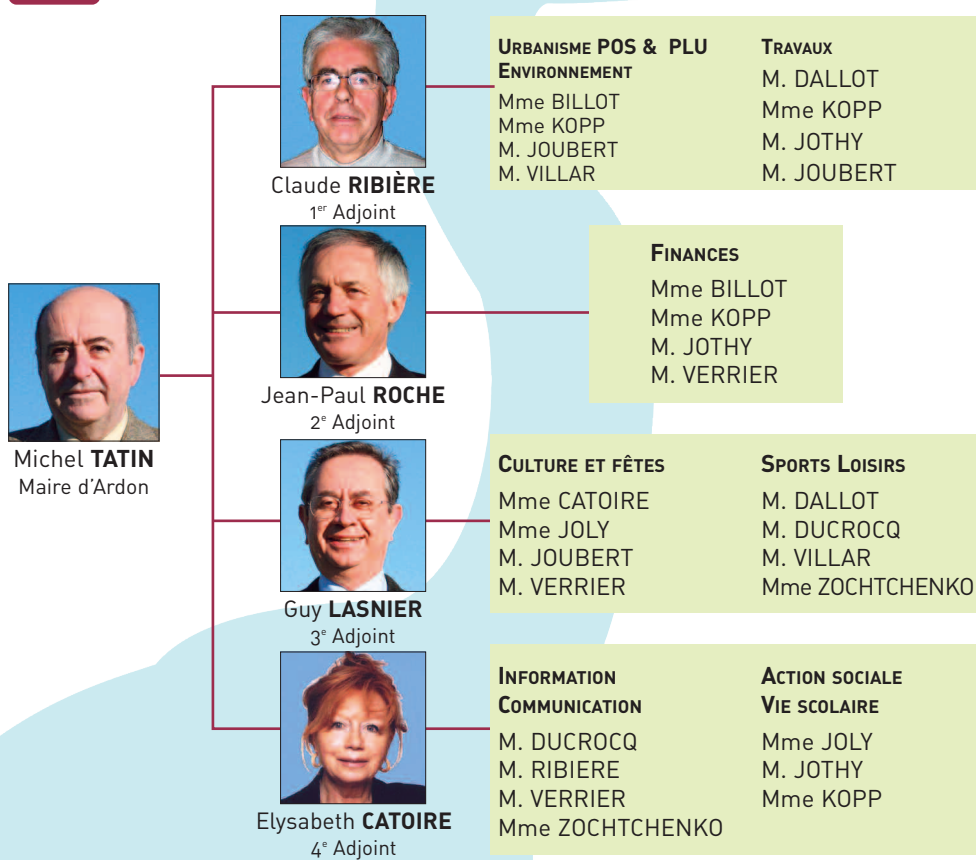 Michel TATIN
Maire d'Ardon
Claude RIBIÈRE
1er Adjoint
URBANISME POS & PLU
ENVIRONNEMENT
Mme BILLOT
Mme KOPP
M. JOUBERT
M. VILLAR
TRAVAUX
M. DALLOT
Mme KOPP
M. JOTHY
M. JOUBERT
Jean-Paul ROCHE
2e Adjoint
FINANCES
Mme BILLOT
Mme KOPP
M. JOTHY
M. VERRIER
Guy LASNIER
3e Adjoint
CULTURE ET FÊTES
Mme CATOIRE
Mme JOLY
M. JOUBERT
M. VERRIER
SPORTS LOISIRS
M. DALLOT
M. DUCROCQ
M. VILLAR
Mme ZOCHTCHENKO
Elysabeth CATOIRE
4e Adjoint
INFORMATION
COMMUNICATION
M. DUCROCQ
M. RIBIERE
M. VERRIER
Mme ZOCHTCHENKO
ACTION SOCIALE
VIE SCOLAIRE
Mme JOLY
M. JOTHY
Mme KOPP